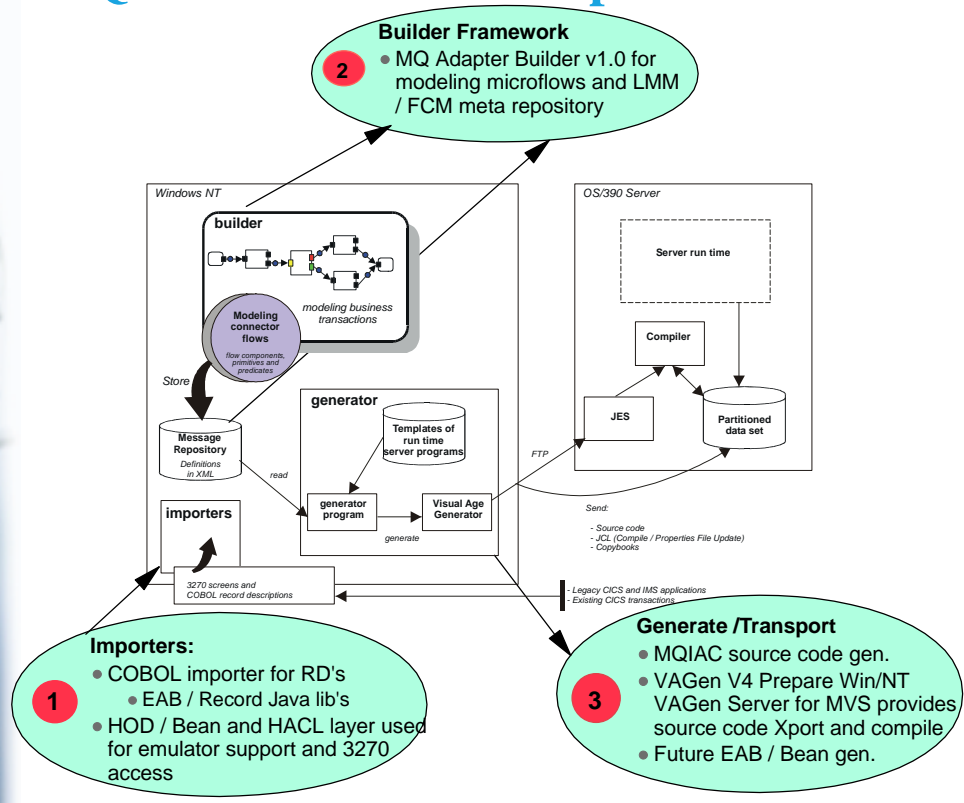 Builder Framework
2
• MQ Adapter Builder v1.0 for
modeling microflows and LMM
/ FCM meta repository
Windows NT
builder
modeling business
transactions
Modeling
connector
flows
flow components,
primitives and
predicates
Store
Message
Repository
Definitions
in XML
read
importers
3270 screens and
COBOL record descriptions
generator
Templates of
run time
server programs
generator
program
Visual Age
Generator
generate
OS/390 Server
Server run time
Compiler
JES
Partitioned
data set
FTP
Send:
- Source code
- JCL (Compile / Properties File Update)
- Copybooks
- Legacy CICS and IMS applications
- Existing CICS transactions
Importers:
1
• COBOL importer for RD's
• EAB / Record Java lib's
• HOD / Bean and HACL layer used
for emulator support and 3270
access
Generate /Transport
3
• MQIAC source code gen.
• VAGen V4 Prepare Win/NT
VAGen Server for MVS provides
source code Xport and compile
• Future EAB / Bean gen.